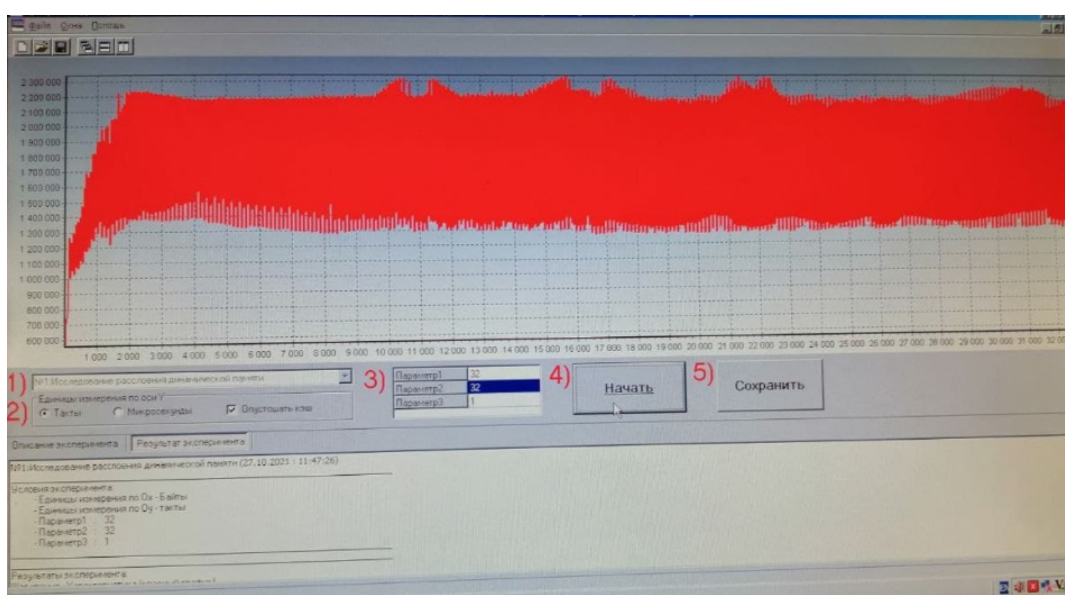 Файл Окна Помощь
2 300 000
2 200 000
2 100 000
2 000 000
1 900 000
1 800 000
1 700 000
1 600 000
1 500 000
1 400 000
1 300 000
1 200 000
1 100 000
1 000 000
900 000
800 000
700 000
600 000
1 000 2 000 3 000 4 000 5 000 6 000 7 000 8 000 9 000 10 000 11 000 12 000 13 000 14 000 15 000 16 000 17 000 18 000 19 000 20 000 21 000 22 000 23 000 24 000 25 000 26 000 27 000 28 000 29 000 30 000 31 000 32 00
1) №1:Исследование расслоения динамической памяти
2) Единицы измерения по оси Y
Такты Микросекунды Опустошать кэш
3) Параметр1 32
Параметр2 32
Параметр3 1
4) Начать
5) Сохранить
Описание эксперимента Результат эксперимента
№1:Исследование расслоения динамической памяти (27.10.2021 : 11:47:26)
Условия эксперимента:
- Единицы измерения по Ox - Байты
- Единицы измерения по Oy - такты
- Параметр1 : 32
- Параметр2 : 32
- Параметр3 : 1
Результаты эксперимента: